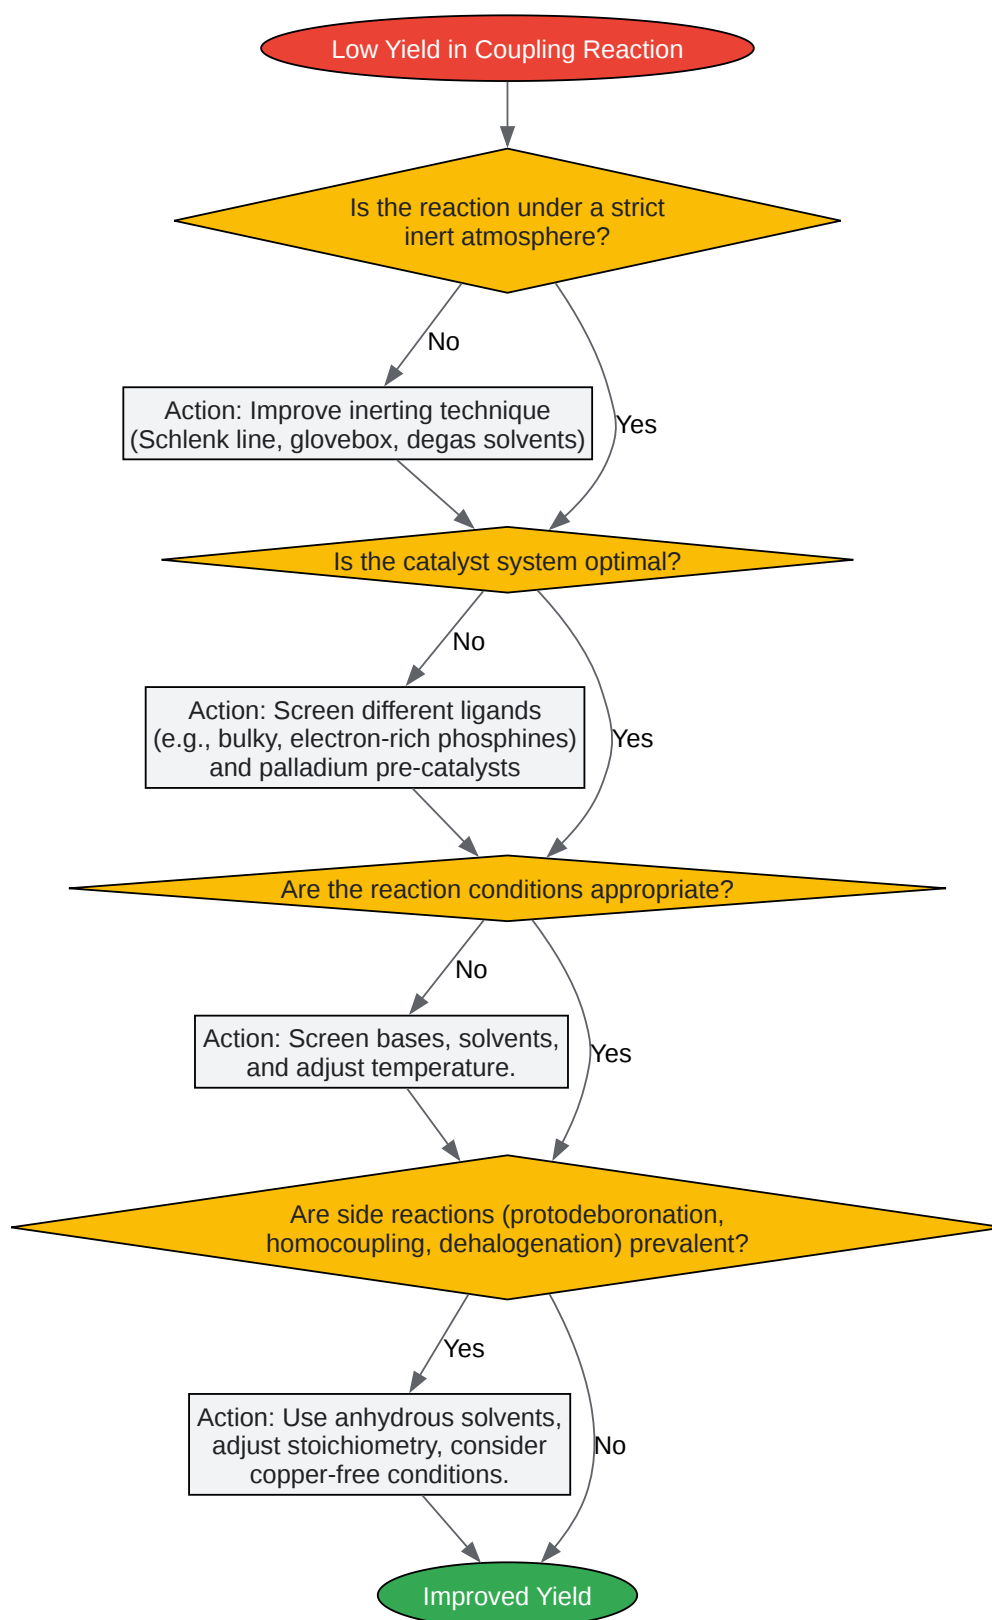 Low Yield in Coupling Reaction
Is the reaction under a strict
inert atmosphere?
No
Action: Improve inerting technique
(Schlenk line, glovebox, degas solvents)
Yes
Is the catalyst system optimal?
No
Action: Screen different ligands
(e.g., bulky, electron-rich phosphines)
and palladium pre-catalysts
Yes
Are the reaction conditions appropriate?
No
Action: Screen bases, solvents,
and adjust temperature.
Yes
Are side reactions (protodeboronation,
homocoupling, dehalogenation) prevalent?
Yes
Action: Use anhydrous solvents,
adjust stoichiometry, consider
copper-free conditions.
No
Improved Yield